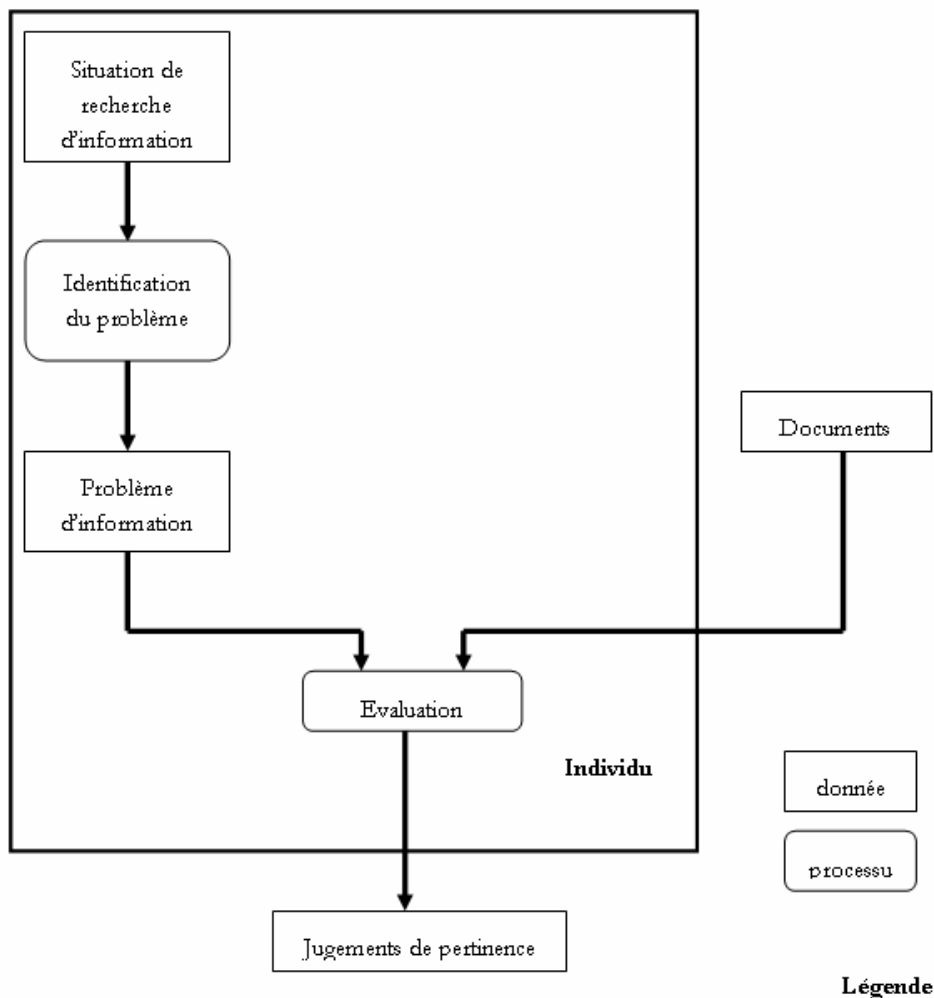 Situation de
recherche
d'information
Identification
du problème
Problème
d'information
Documents
Evaluation
Individu
donnée
processu
Jugements de pertinence
Légende